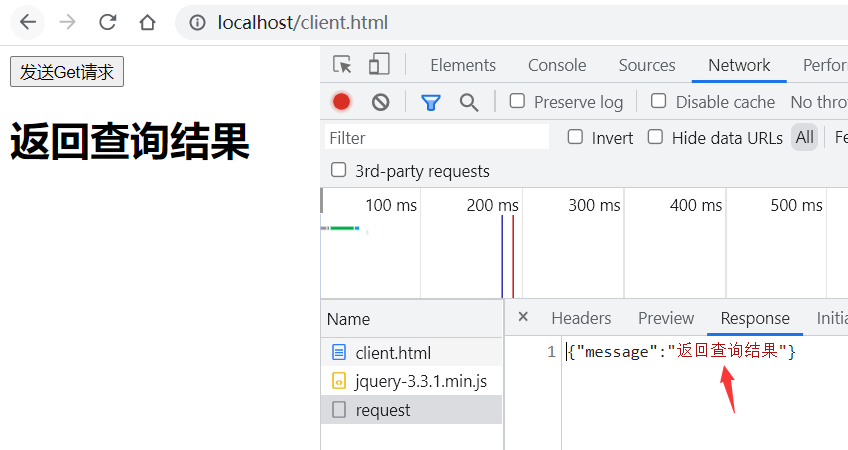 localhost/client.html
发送Get请求
返回查询结果
Elements Console Sources Network Perforn
Preserve log Disable cache No thro
Filter Invert Hide data URLs All Fe
3rd-party requests
100 ms 200 ms 300 ms 400 ms 500 ms
Name
client.html
jquery-3.3.1.min.js
request
× Headers Preview Response Initia
1 {"message":"返回查询结果"}